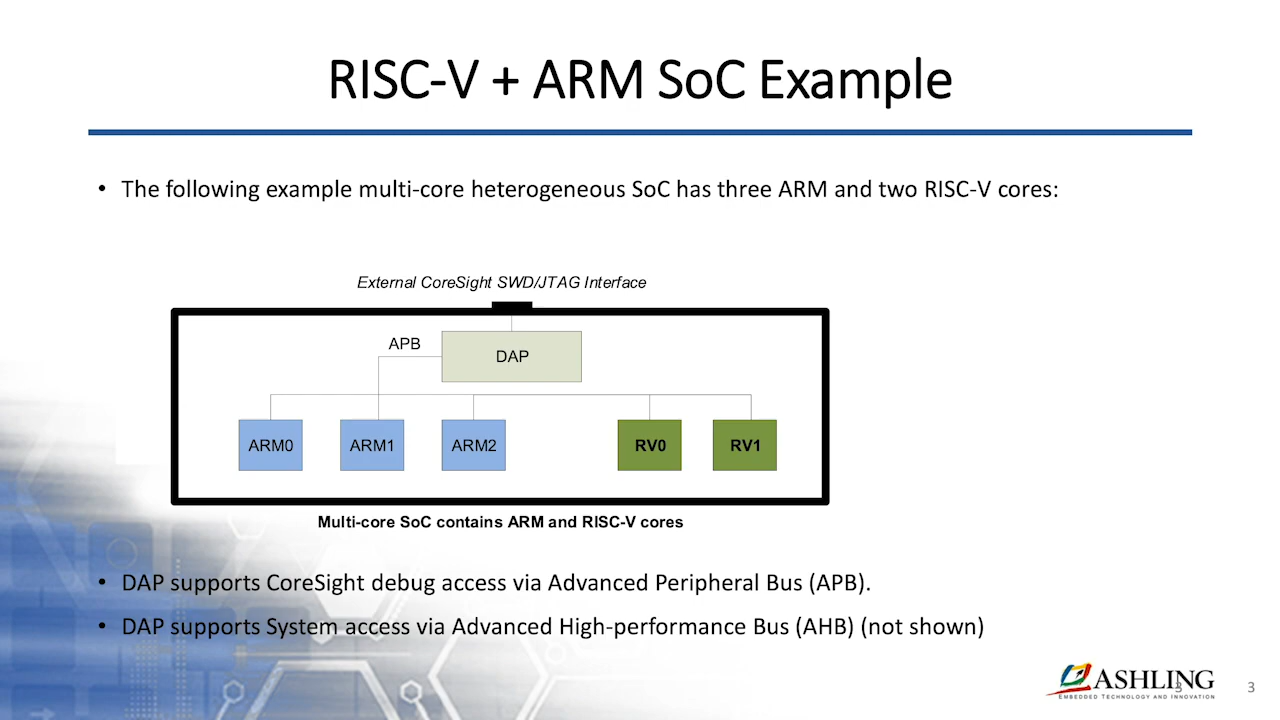 RISC-V + ARM SoC Example
• The following example multi-core heterogeneous SoC has three ARM and two RISC-V cores:
External CoreSight SWD/JTAG Interface
APB
DAP
ARM0 ARM1 ARM2 RV0 RV1
Multi-core SoC contains ARM and RISC-V cores
• DAP supports CoreSight debug access via Advanced Peripheral Bus (APB).
• DAP supports System access via Advanced High-performance Bus (AHB) (not shown)
ASHLING
EMBEDDED TECHNOLOGY AND INNOVATION
3
3